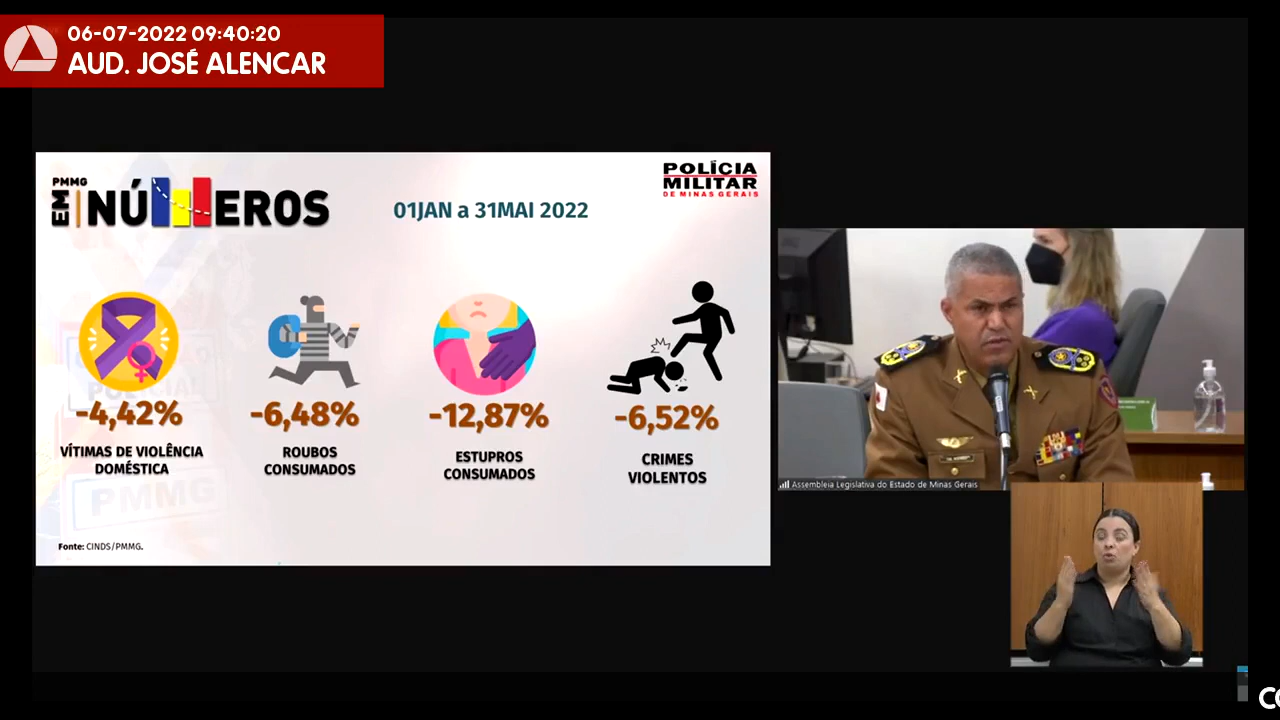 06-07-2022 09:40:20
AUD. JOSÉ ALENCAR
PMMG
EM NÚMEROS
01JAN a 31MAI 2022
POLÍCIA
MILITAR
DE MINAS GERAIS
-4,42%
VÍTIMAS DE VIOLÊNCIA
DOMÉSTICA
-6,48%
ROUBOS
CONSUMADOS
-12,87%
ESTUPROS
CONSUMADOS
-6,52%
CRIMES
VIOLENTOS
PMMG
Fonte: CINDS/PMMG.
Assembleia Legislativa do Estado de Minas Gerais